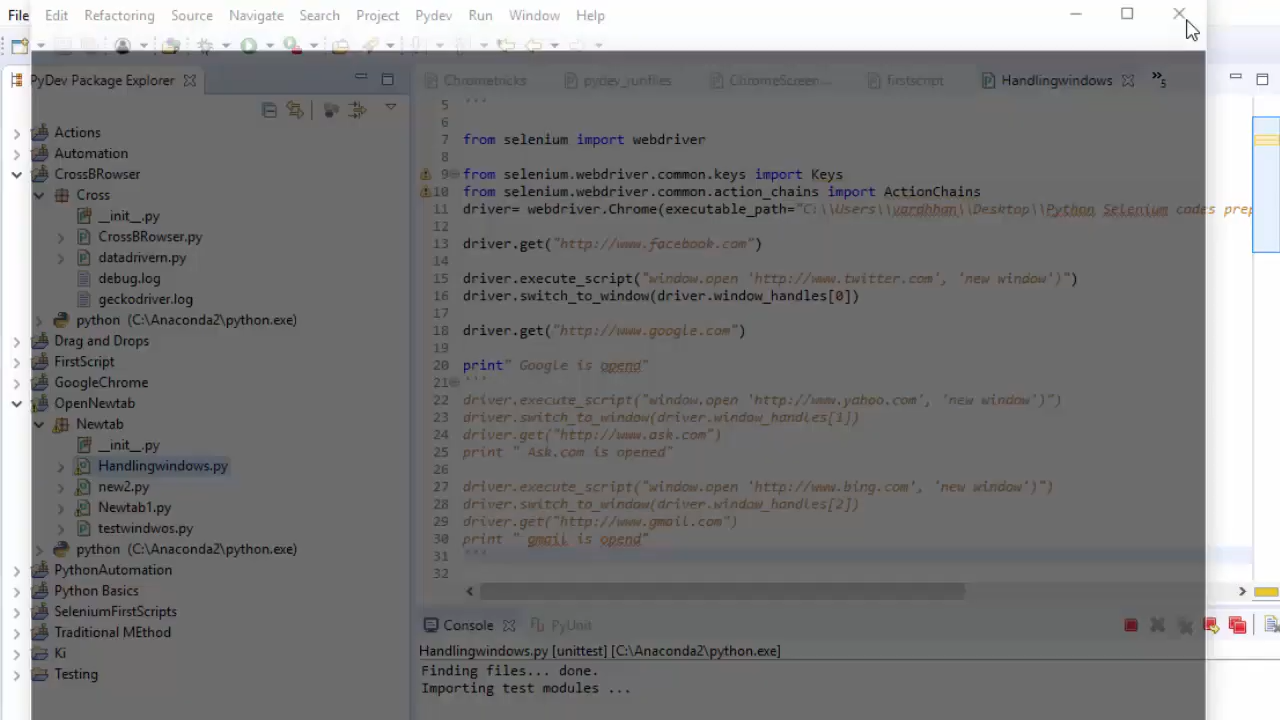 File Edit Refactoring Source Navigate Search Project Pydev Run Window Help
PyDev Package Explorer
Actions
Automation
CrossBRowser
Cross
__init__.py
CrossBRowser.py
datadrivern.py
debug.log
geckodriver.log
python (C:\Anaconda2\python.exe)
Drag and Drops
FirstScript
GoogleChrome
OpenNewtab
Newtab
__init__.py
Handlingwindows.py
new2.py
Newtab1.py
testwindwos.py
python (C:\Anaconda2\python.exe)
PythonAutomation
Python Basics
SeleniumFirstScripts
Traditional MEthod
Ki
Testing
Chrometricks pydev_runfiles ChromeScreen... firstscript Handlingwindows »5
5 '''
6
7 from selenium import webdriver
8
9 from selenium.webdriver.common.keys import Keys
10 from selenium.webdriver.common.action_chains import ActionChains
11 driver= webdriver.Chrome(executable_path="C:\\Users\\vardhhan\\Desktop\\Python Selenium codes prep
12
13 driver.get("http://www.facebook.com")
14
15 driver.execute_script("window.open 'http://www.twitter.com', 'new window')")
16 driver.switch_to_window(driver.window_handles[0])
17
18 driver.get("http://www.google.com")
19
20 print" Google is opend"
21 '''
22 driver.execute_script("window.open 'http://www.yahoo.com', 'new window')")
23 driver.switch_to_window(driver.window_handles[1])
24 driver.get("http://www.ask.com")
25 print " Ask.com is opened"
26
27 driver.execute_script("window.open 'http://www.bing.com', 'new window')")
28 driver.switch_to_window(driver.window_handles[2])
29 driver.get("http://www.gmail.com")
30 print " gmail is opend"
31 '''
32
Console PyUnit
Handlingwindows.py [unittest] [C:\Anaconda2\python.exe]
Finding files... done.
Importing test modules ...